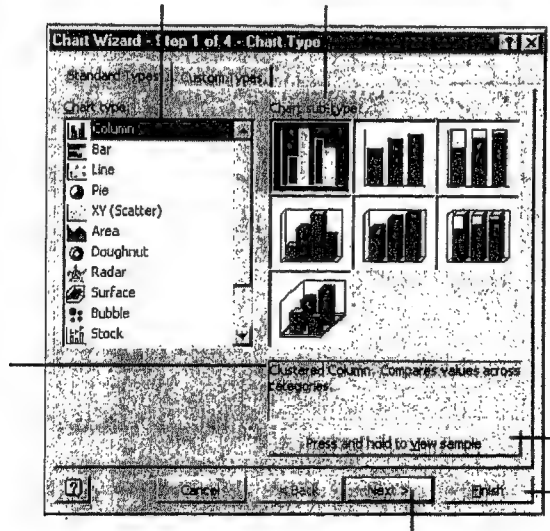 Chart Wizard - Step 1 of 4 - Chart Type
Standard Types Custom Types
Chart type:
Column
Bar
Line
Pie
XY (Scatter)
Area
Doughnut
Radar
Surface
Bubble
Stock
Chart sub-type:
Clustered Column. Compares values across
categories.
Press and hold to view sample
Cancel < Back Next > Finish